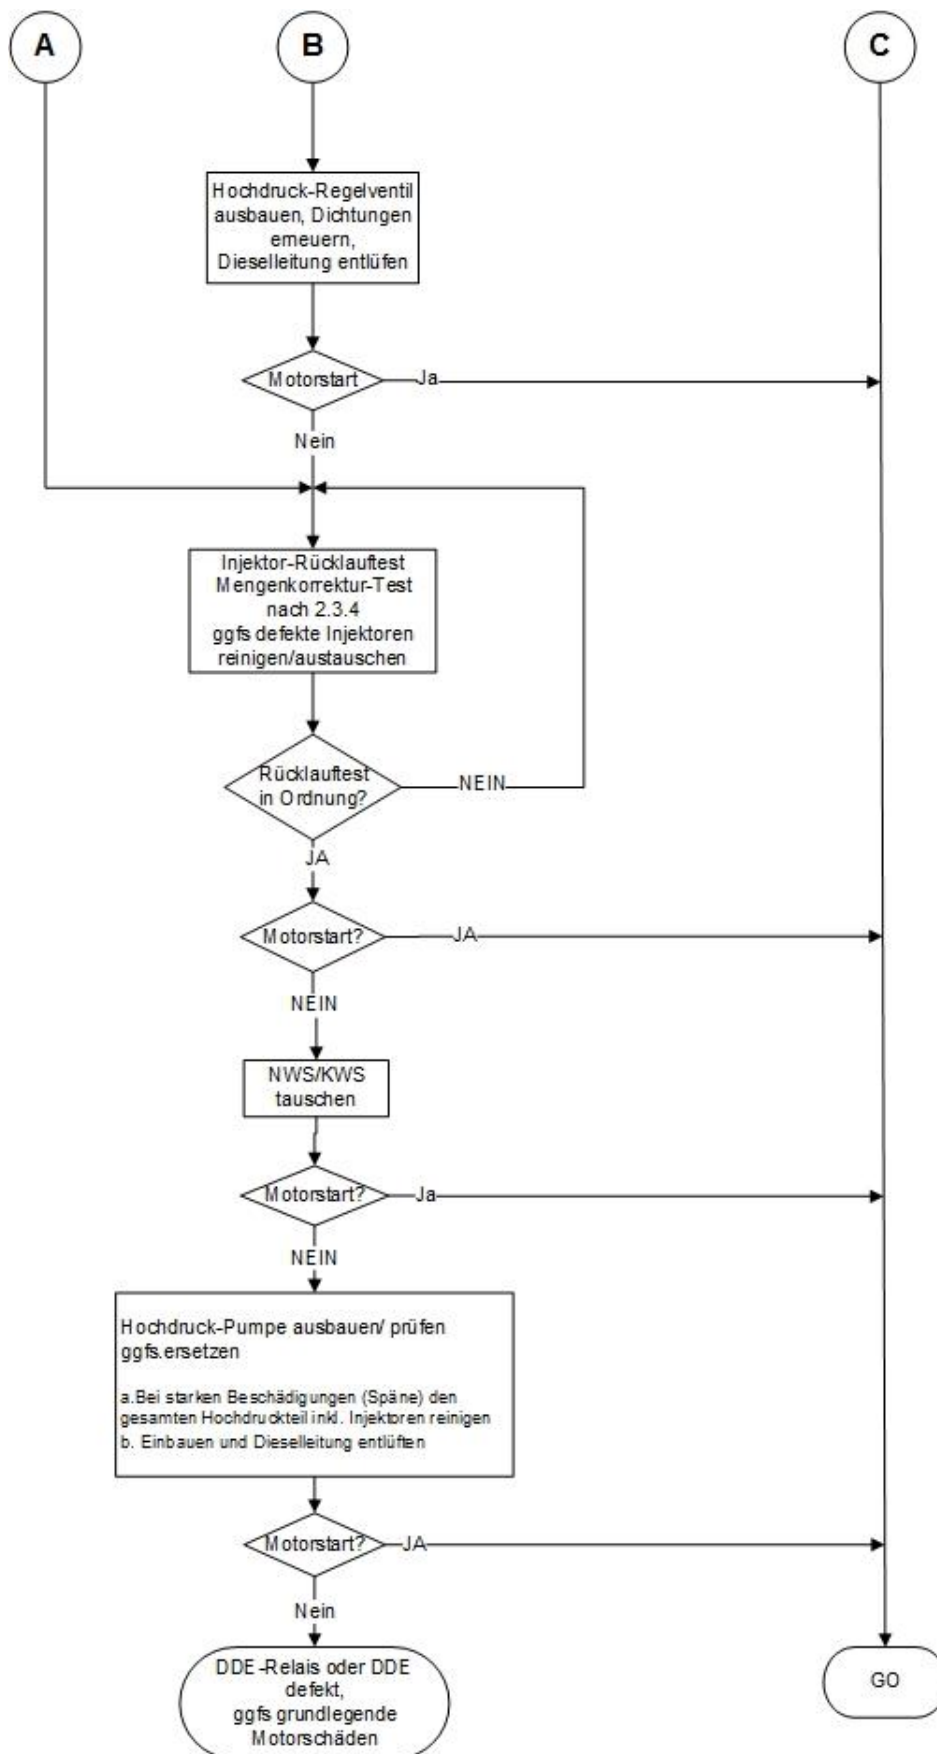 A
B
C
Hochdruck-Regelventil
ausbauen, Dichtungen
erneuern,
Dieselleitung entlüfen
Motorstart
Ja
Nein
Injektor-Rücklauftest
Mengenkorrektur-Test
nach 2.3.4
ggfs defekte Injektoren
reinigen/austauschen
Rücklauftest
in Ordnung?
NEIN
JA
Motorstart?
JA
NEIN
NWS/KWS
tauschen
Motorstart?
Ja
NEIN
Hochdruck-Pumpe ausbauen/ prüfen
ggfs.ersetzen
a.Bei starken Beschädigungen (Späne) den
gesamten Hochdruckteil inkl. Injektoren reinigen
b. Einbauen und Dieselleitung entlüften
Motorstart?
JA
Nein
DDE-Relais oder DDE
defekt,
ggfs grundlegende
Motorschäden
GO